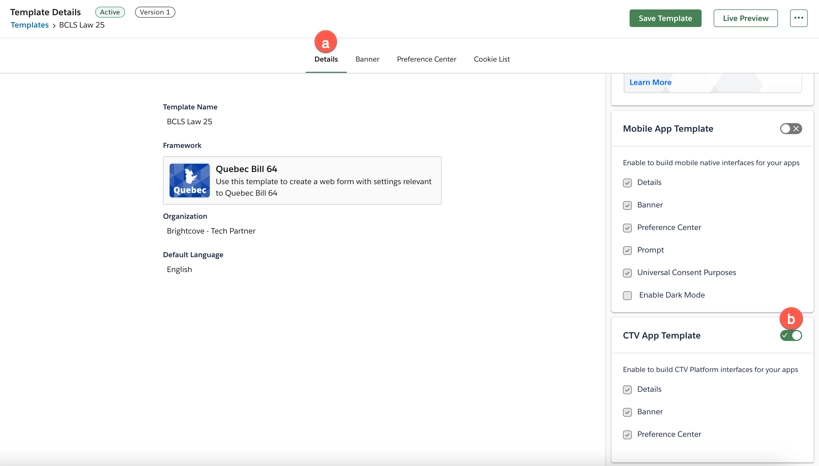 Template Details
Active
Version 1
Templates > BCLS Law 25
Save Template
Live Preview
a
Details
Banner
Preference Center
Cookie List
Template Name
BCLS Law 25
Framework
Quebec
Quebec Bill 64
Use this template to create a web form with settings relevant
to Quebec Bill 64
Organization
Brightcove - Tech Partner
Default Language
English
Learn More
Mobile App Template
Enable to build mobile native interfaces for your apps
Details
Banner
Preference Center
Prompt
Universal Consent Purposes
Enable Dark Mode
b
CTV App Template
Enable to build CTV Platform interfaces for your apps
Details
Banner
Preference Center